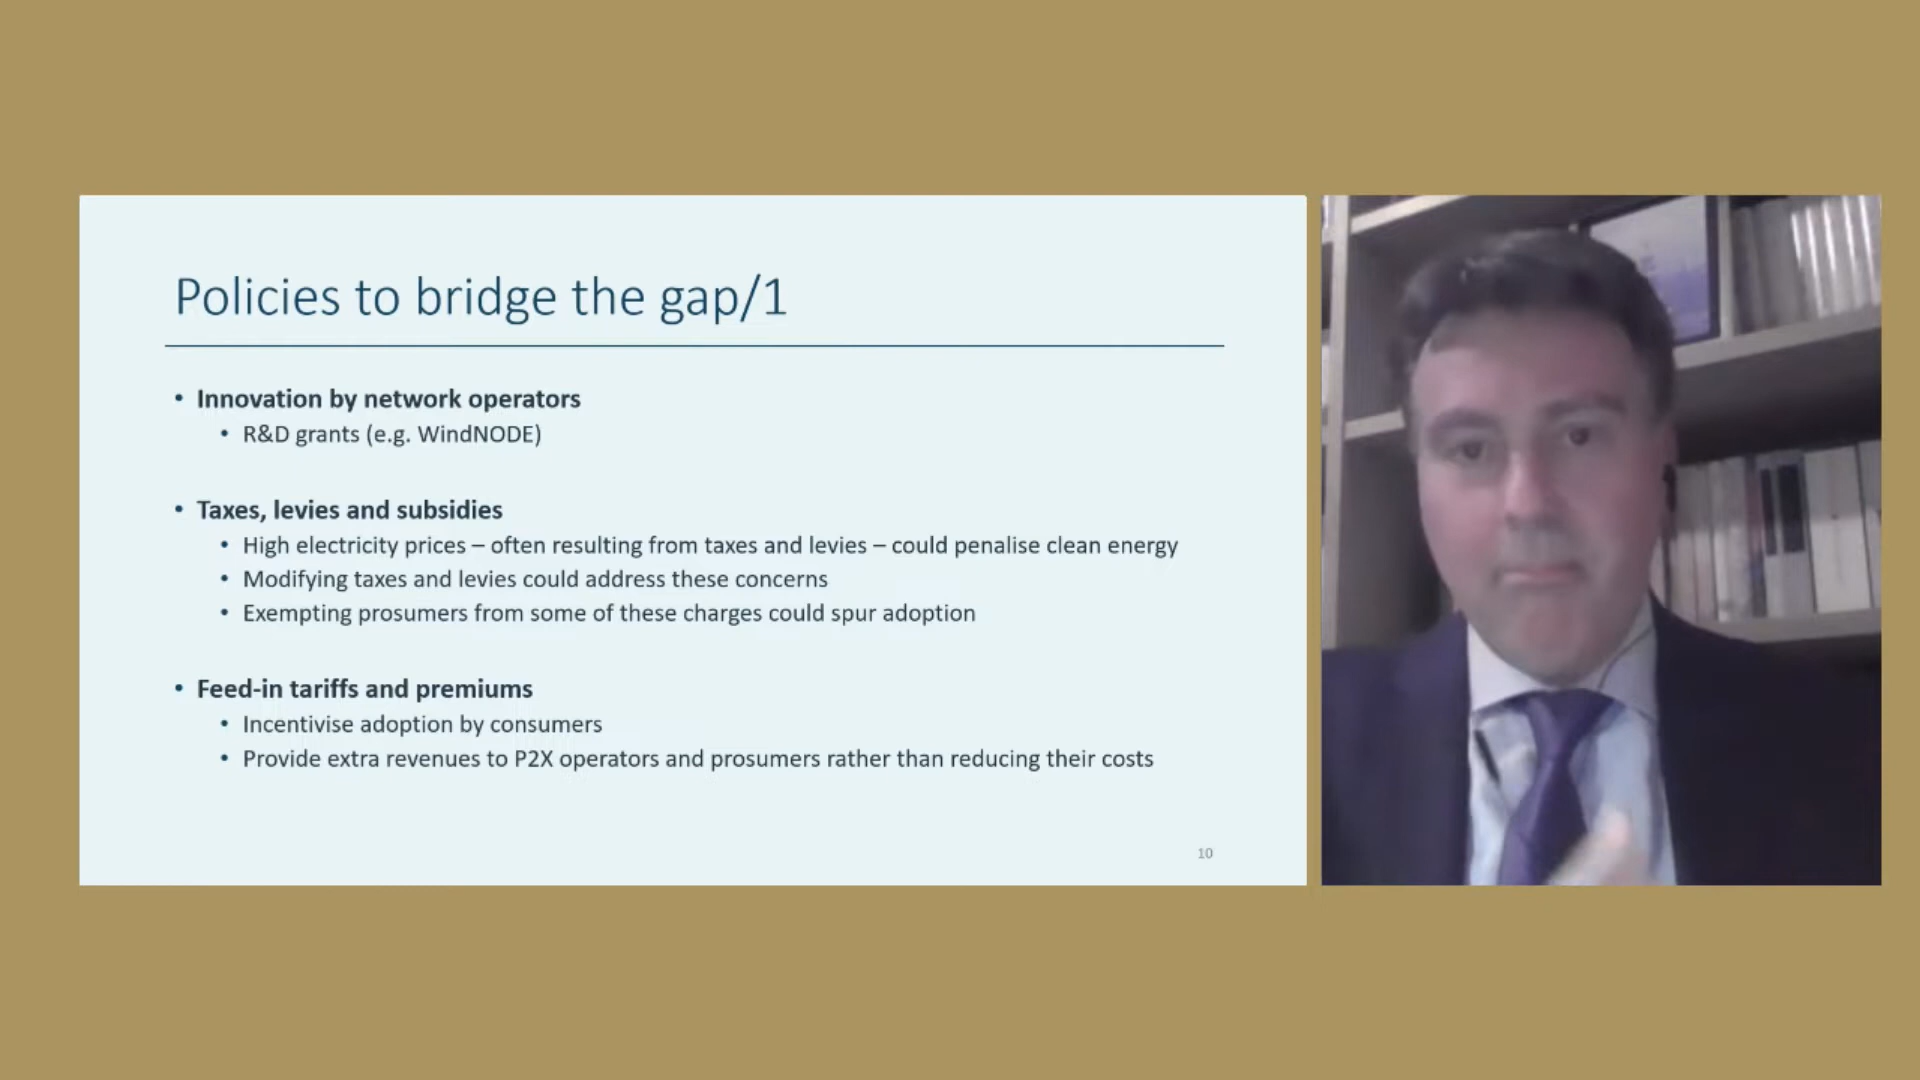 Policies to bridge the gap/1
• Innovation by network operators
• R&D grants (e.g. WindNODE)
• Taxes, levies and subsidies
• High electricity prices – often resulting from taxes and levies – could penalise clean energy
• Modifying taxes and levies could address these concerns
• Exempting prosumers from some of these charges could spur adoption
• Feed-in tariffs and premiums
• Incentivise adoption by consumers
• Provide extra revenues to P2X operators and prosumers rather than reducing their costs
10